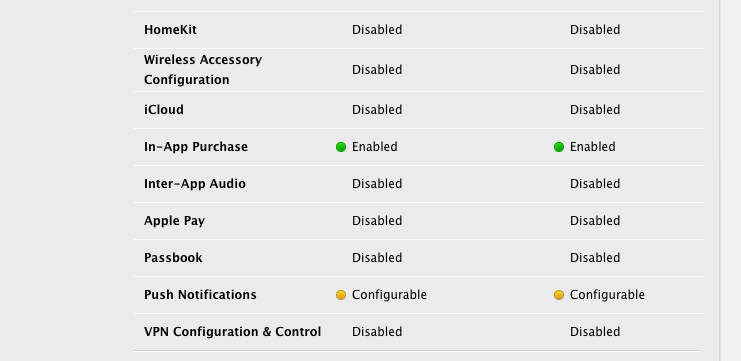 HomeKit Disabled Disabled
Wireless Accessory
Configuration Disabled Disabled
iCloud Disabled Disabled
In-App Purchase Enabled Enabled
Inter-App Audio Disabled Disabled
Apple Pay Disabled Disabled
Passbook Disabled Disabled
Push Notifications Configurable Configurable
VPN Configuration & Control Disabled Disabled